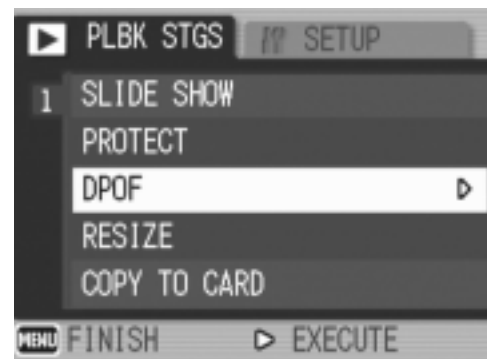 PLBK STGS SETUP
1 SLIDE SHOW
PROTECT
DPOF
RESIZE
COPY TO CARD
MENU FINISH EXECUTE